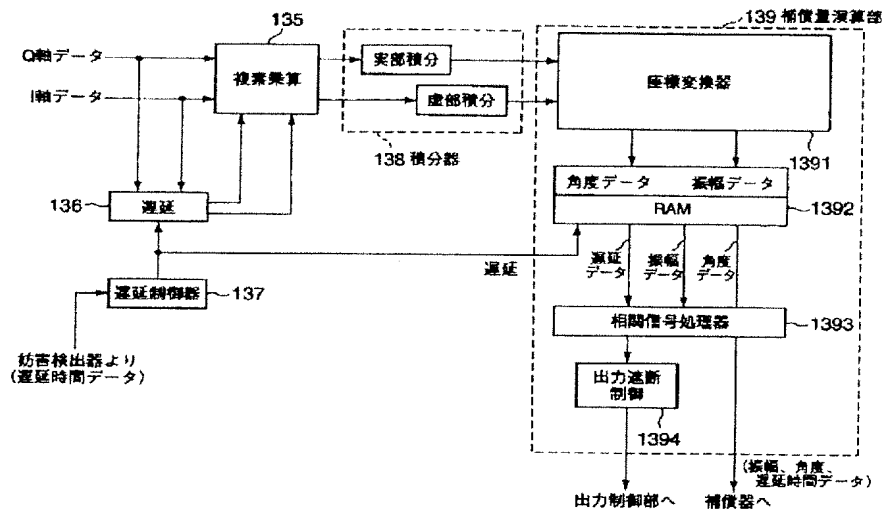 135
139 補償量演算部
Q軸データ
I軸データ
複素乗算
実部積分
虚部積分
座標変換器
138 積分器
1391
角度データ 振幅データ
136
遅延
RAM
1392
遅延
遅延
データ
振幅
データ
角度
データ
遅延制御器
137
相関信号処理器
1393
妨害検出器より
(遅延時間データ)
出力遮断
制御
1394
(振幅、角度、
遅延時間データ)
出力制御部へ
補償器へ